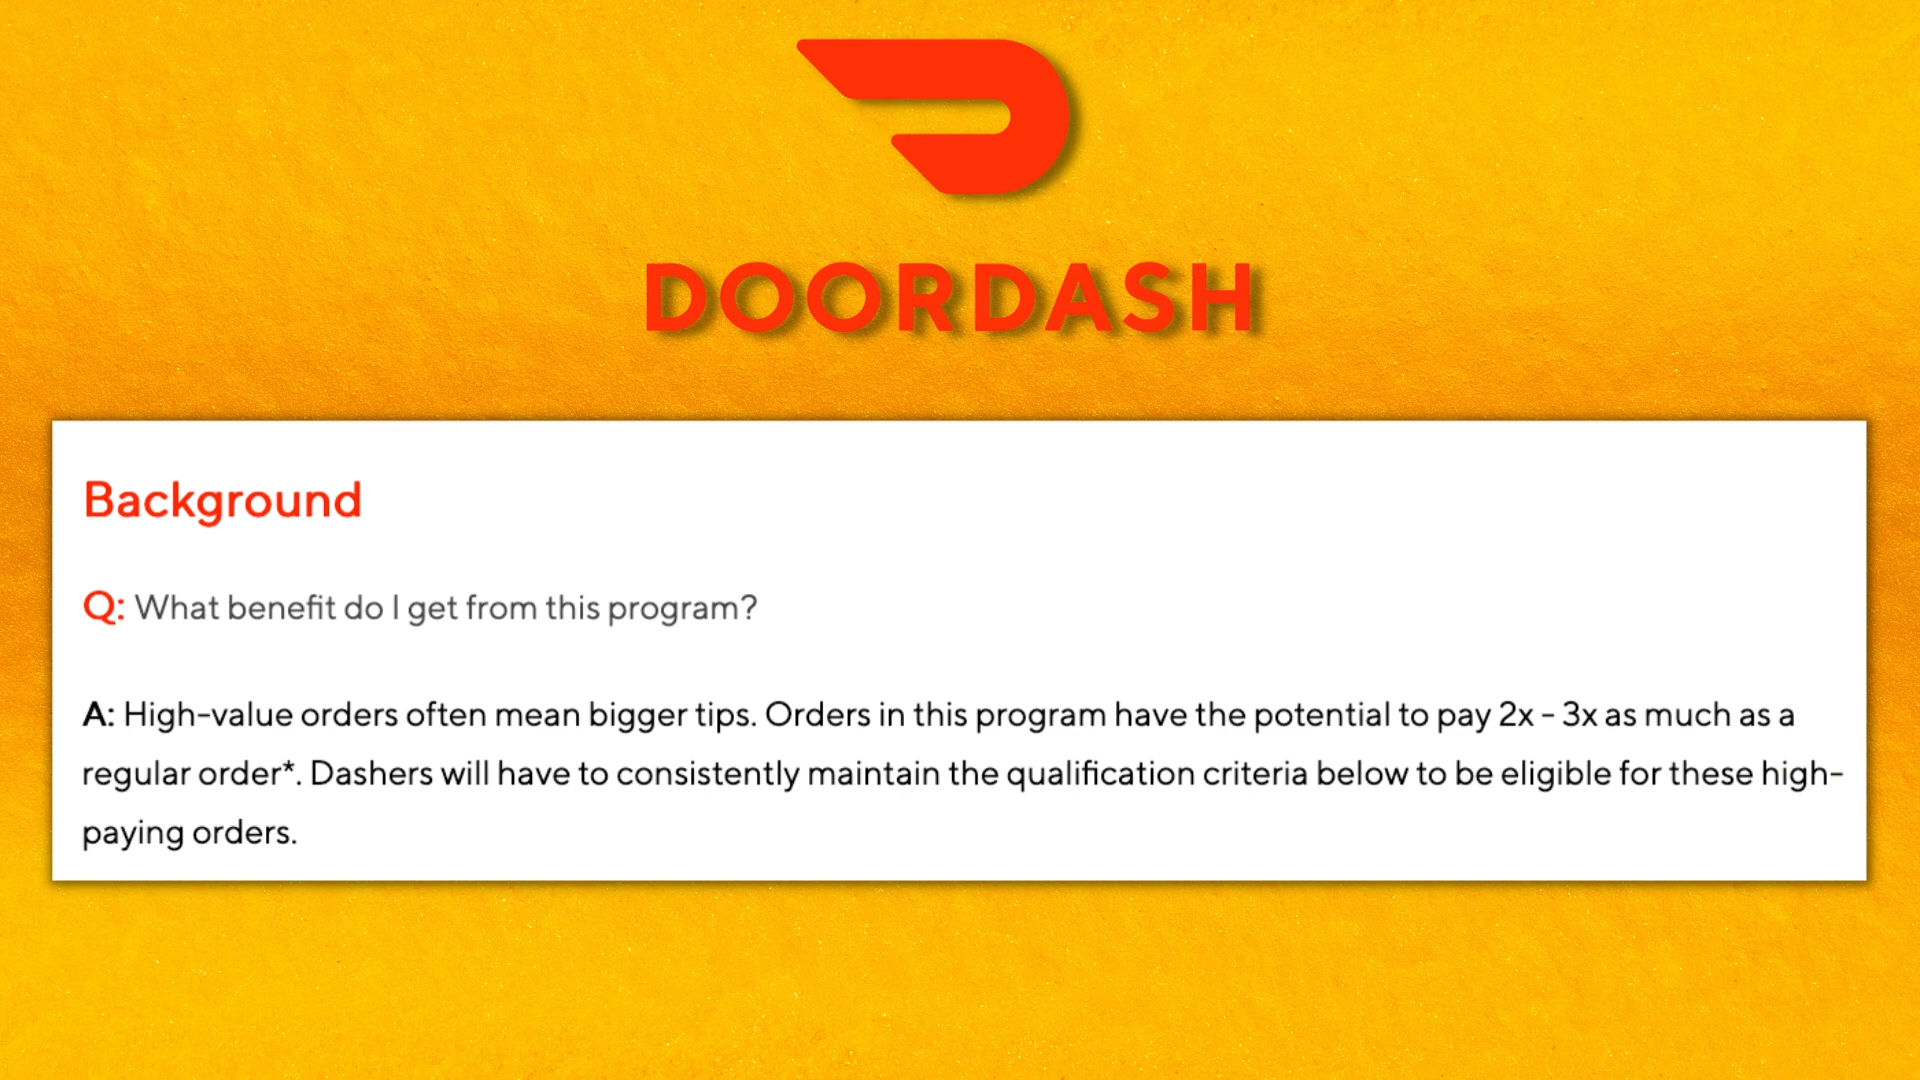 DOORDASH
Background
Q: What benefit do I get from this program?
A: High-value orders often mean bigger tips. Orders in this program have the potential to pay 2x - 3x as much as a
regular order*. Dashers will have to consistently maintain the qualification criteria below to be eligible for these high-
paying orders.